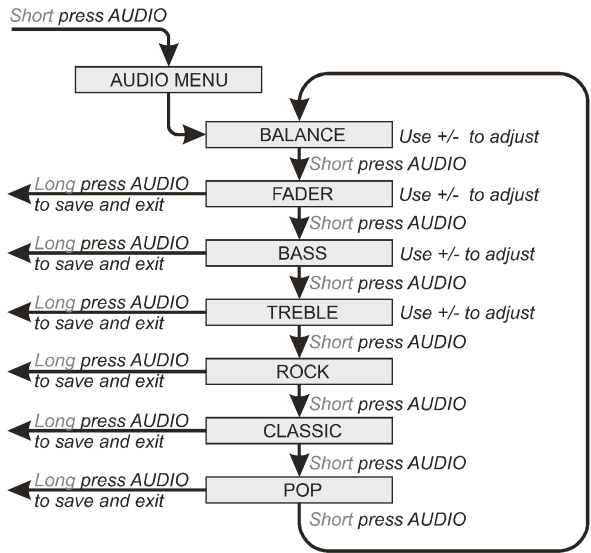 Short press AUDIO
AUDIO MENU
BALANCE
Use +/- to adjust
Short press AUDIO
Long press AUDIO
to save and exit
FADER
Use +/- to adjust
Short press AUDIO
Long press AUDIO
to save and exit
BASS
Use +/- to adjust
Short press AUDIO
Long press AUDIO
to save and exit
TREBLE
Use +/- to adjust
Short press AUDIO
Long press AUDIO
to save and exit
ROCK
Short press AUDIO
Long press AUDIO
to save and exit
CLASSIC
Short press AUDIO
Long press AUDIO
to save and exit
POP
Short press AUDIO